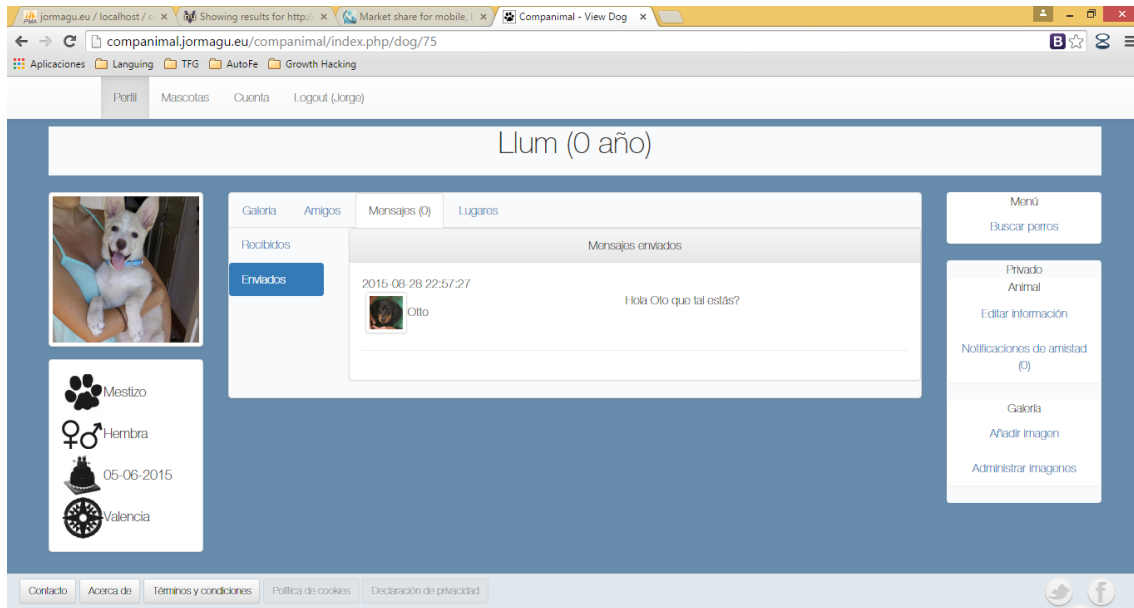 jormagu.eu / localhost / c
Showing results for http:/
Market share for mobile,
Companimal - View Dog
companimal.jormagu.eu/companimal/index.php/dog/75
Aplicaciones Languing TFG AutoFe Growth Hacking
Perfil Mascotas Cuenta Logout (Jorge)
Llum (0 año)
Galeria Amigos Mensajes (0) Lugares
Recibidos
Enviados
Mensajes enviados
2015-08-28 22:57:27
Otto
Hola Oto que tal estás?
Mestizo
Hembra
05-06-2015
Valencia
Menú
Buscar perros
Privado
Animal
Editar información
Notificaciones de amistad
(0)
Galería
Añadir imagen
Administrar imagenes
Contacto Acerca de Términos y condiciones Política de cookies Declaración de privacidad